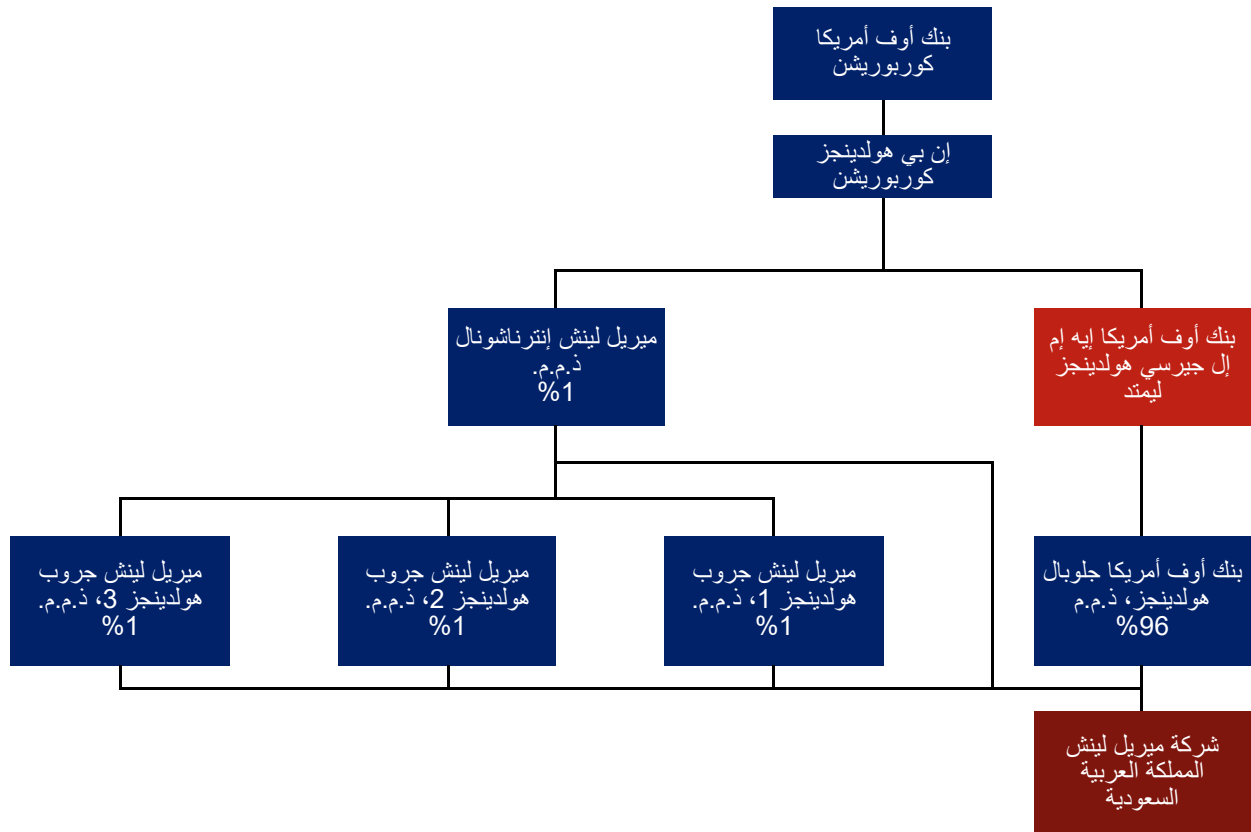 بنك أوف أمريكا
كوربوريشن
إن بي هولدينجز
كوربوريشن
بنك أوف أمريكا إيه إم
إل جيرسي هولدينجز
ليمتد
ميريل لينش إنترناشونال
ذ.م.م.
%1
بنك أوف أمريكا جلوبال
هولدينجز، ذ.م.م
%96
ميريل لينش جروب
هولدينجز 1، ذ.م.م.
%1
ميريل لينش جروب
هولدينجز 2، ذ.م.م.
%1
ميريل لينش جروب
هولدينجز 3، ذ.م.م.
%1
شركة ميريل لينش
المملكة العربية
السعودية